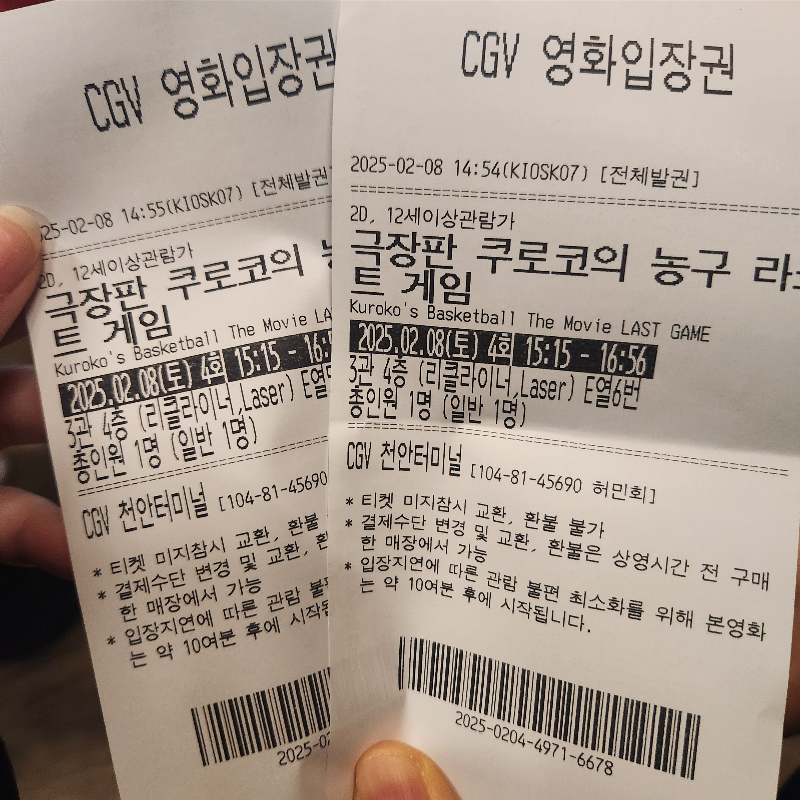 CGV 영화입장권
25-02-08 14:55(KIOSK07) [전체발권
2D, 12세이상관람가
극장판 쿠로코의
트 게임
Kuroko's Basketball The Movie LA
2025.02.08(토) 4회 15:15 - 16:
3관 4층 (리클라이너,Laser) E열
총인원 1명 (일반 1명)
CGV 천안터미널 [104-81-45690
* 티켓 미지참시 교환, 환불
* 결제수단 변경 및 교환,
한 매장에서 가능
* 입장지연에 따른 관람
는 약 10여분 후에
CGV 영화입장권
2025-02-08 14:54(KIOSK07) [전체발권]
2D, 12세이상관람가
극장판 쿠로코의 농구 라
트 게임
Kuroko's Basketball The Movie LAST GAME
2025.02.08(토) 4회 15:15 - 16:56
3관 4층 (리클라이너,Laser) E열6번
총인원 1명 (일반 1명)
CGV 천안터미널 [104-81-45690 허민회]
* 티켓 미지참시 교환, 환불 불가
* 결제수단 변경 및 교환, 환불은 상영시간 전 구매
한 매장에서 가능
* 입장지연에 따른 관람 불편 최소화를 위해 본영화
는 약 10여분 후에 시작됩니다.
2025-0204-4971-6678